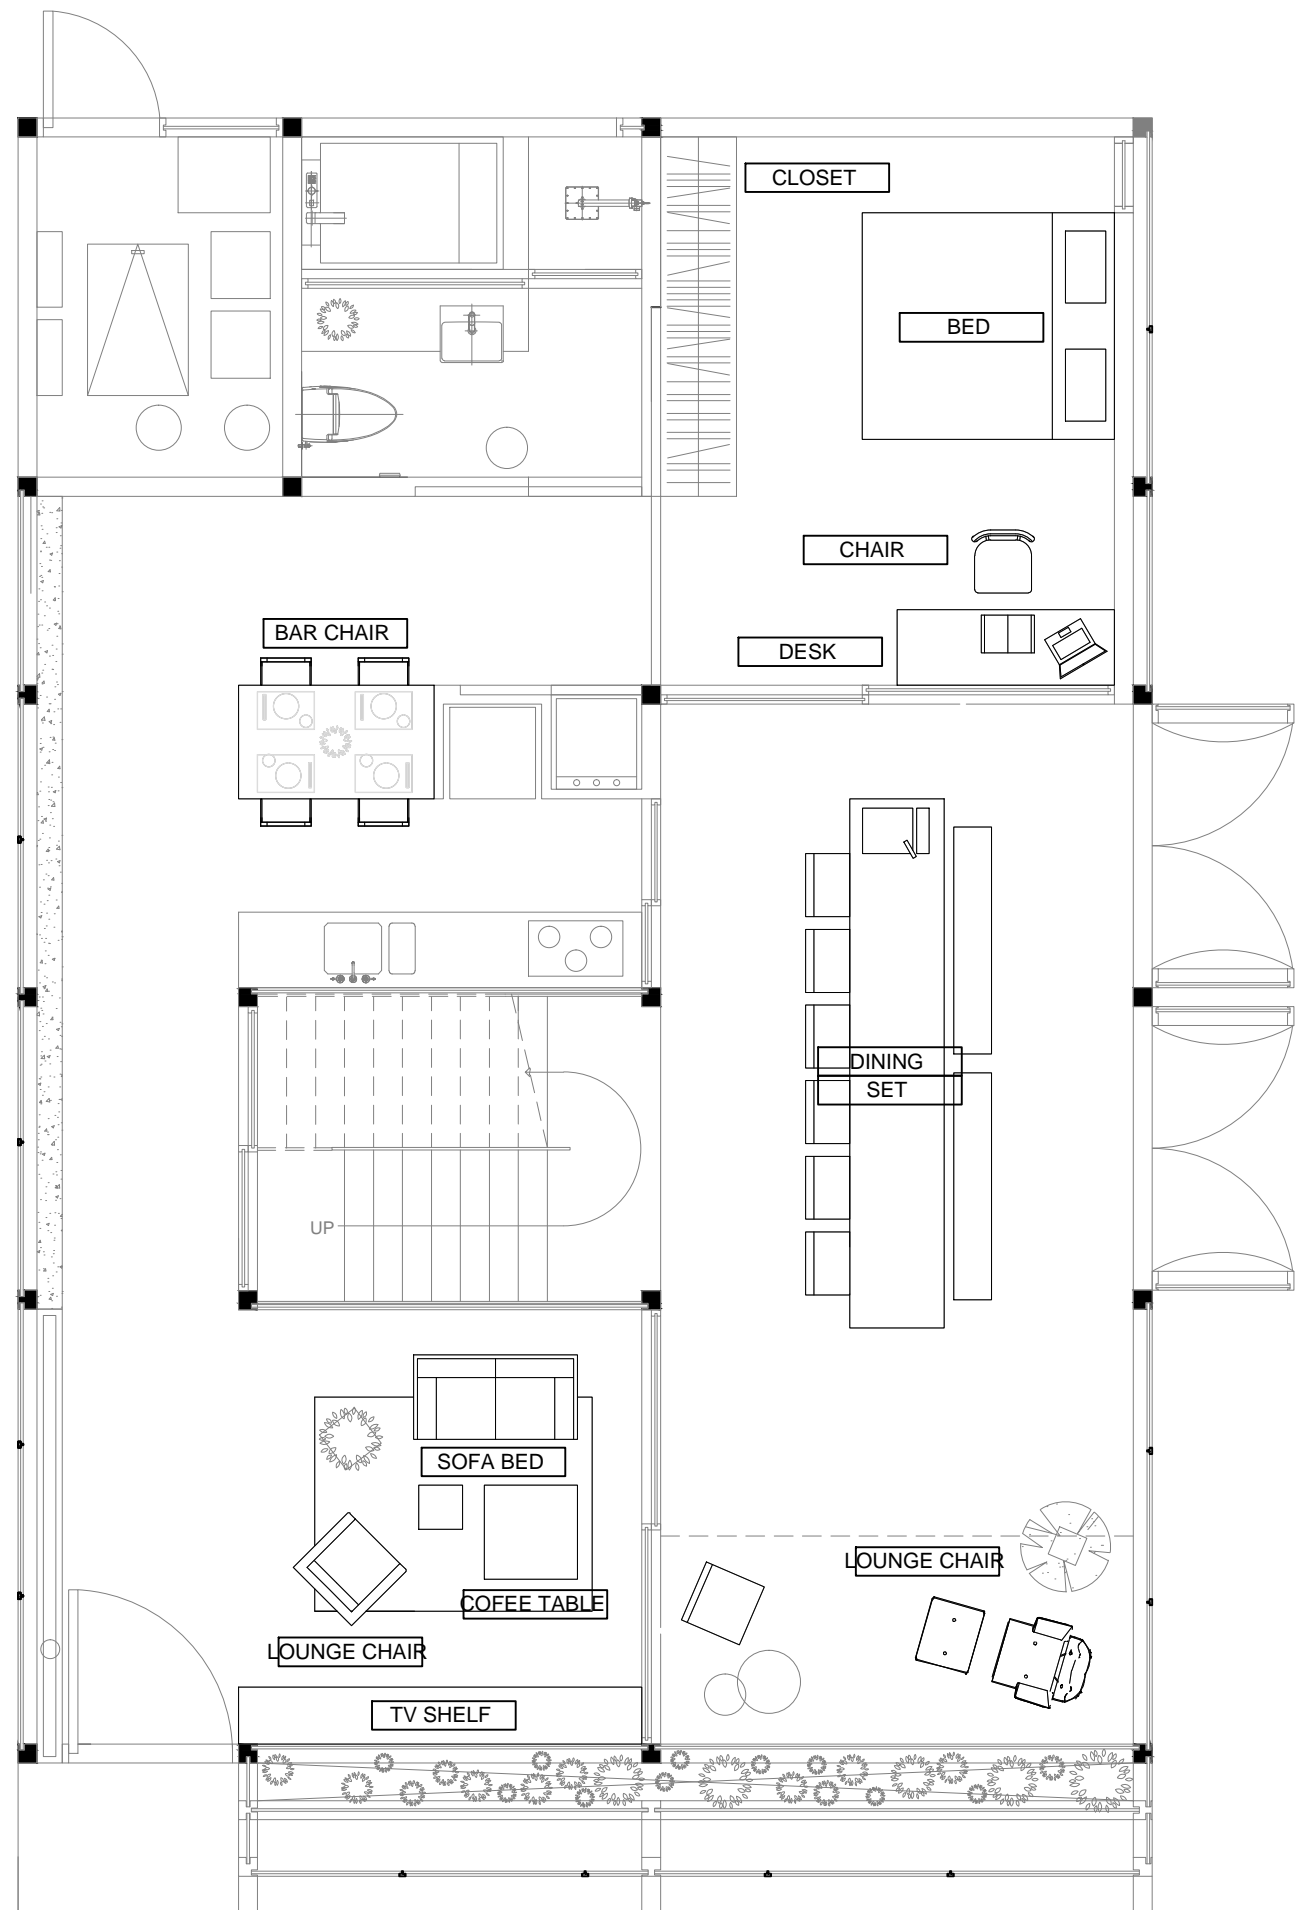 CLOSET
BED
CHAIR
BAR CHAIR
DESK
DINING
SET
UP
SOFA BED
LOUNGE CHAIR
COFEE TABLE
LOUNGE CHAIR
TV SHELF